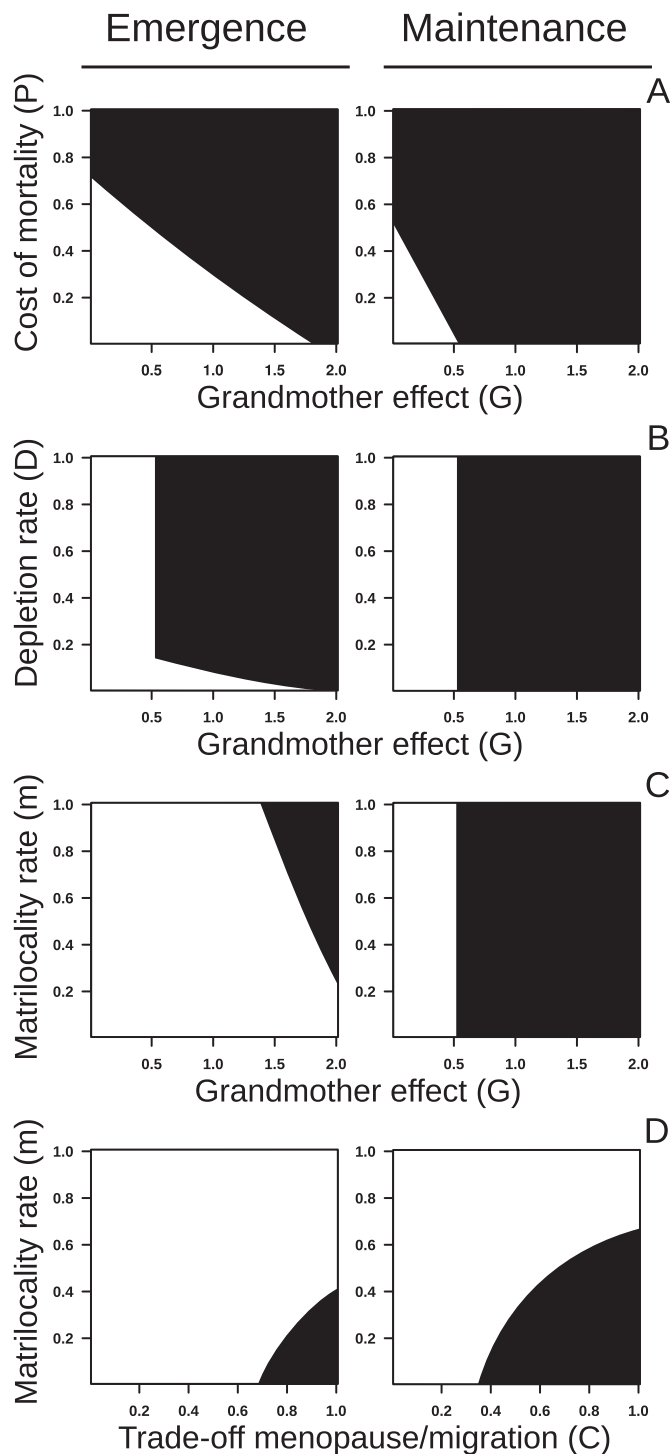 Emergence Maintenance
A
Cost of mortality (P)
1.0 1.0
0.8 0.8
0.6 0.6
0.4 0.4
0.2 0.2
0.5 1.0 1.5 2.0 0.5 1.0 1.5 2.0
Grandmother effect (G)
B
Depletion rate (D)
1.0 1.0
0.8 0.8
0.6 0.6
0.4 0.4
0.2 0.2
0.5 1.0 1.5 2.0 0.5 1.0 1.5 2.0
Grandmother effect (G)
C
Matrilocality rate (m)
1.0 1.0
0.8 0.8
0.6 0.6
0.4 0.4
0.2 0.2
0.5 1.0 1.5 2.0 0.5 1.0 1.5 2.0
Grandmother effect (G)
D
Matrilocality rate (m)
1.0 1.0
0.8 0.8
0.6 0.6
0.4 0.4
0.2 0.2
0.2 0.4 0.6 0.8 1.0 0.2 0.4 0.6 0.8 1.0
Trade-off menopause/migration (C)